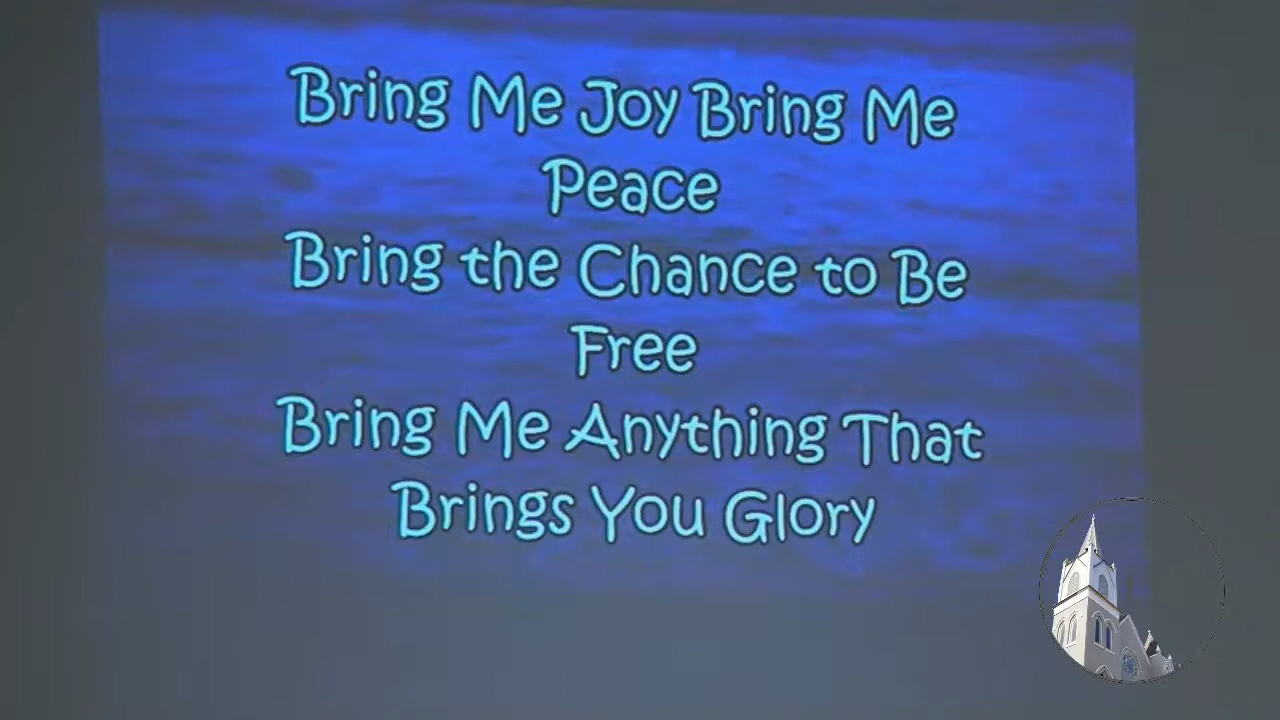 Bring Me Joy Bring Me
Peace
Bring the Chance to Be
Free
Bring Me Anything That
Brings You Glory